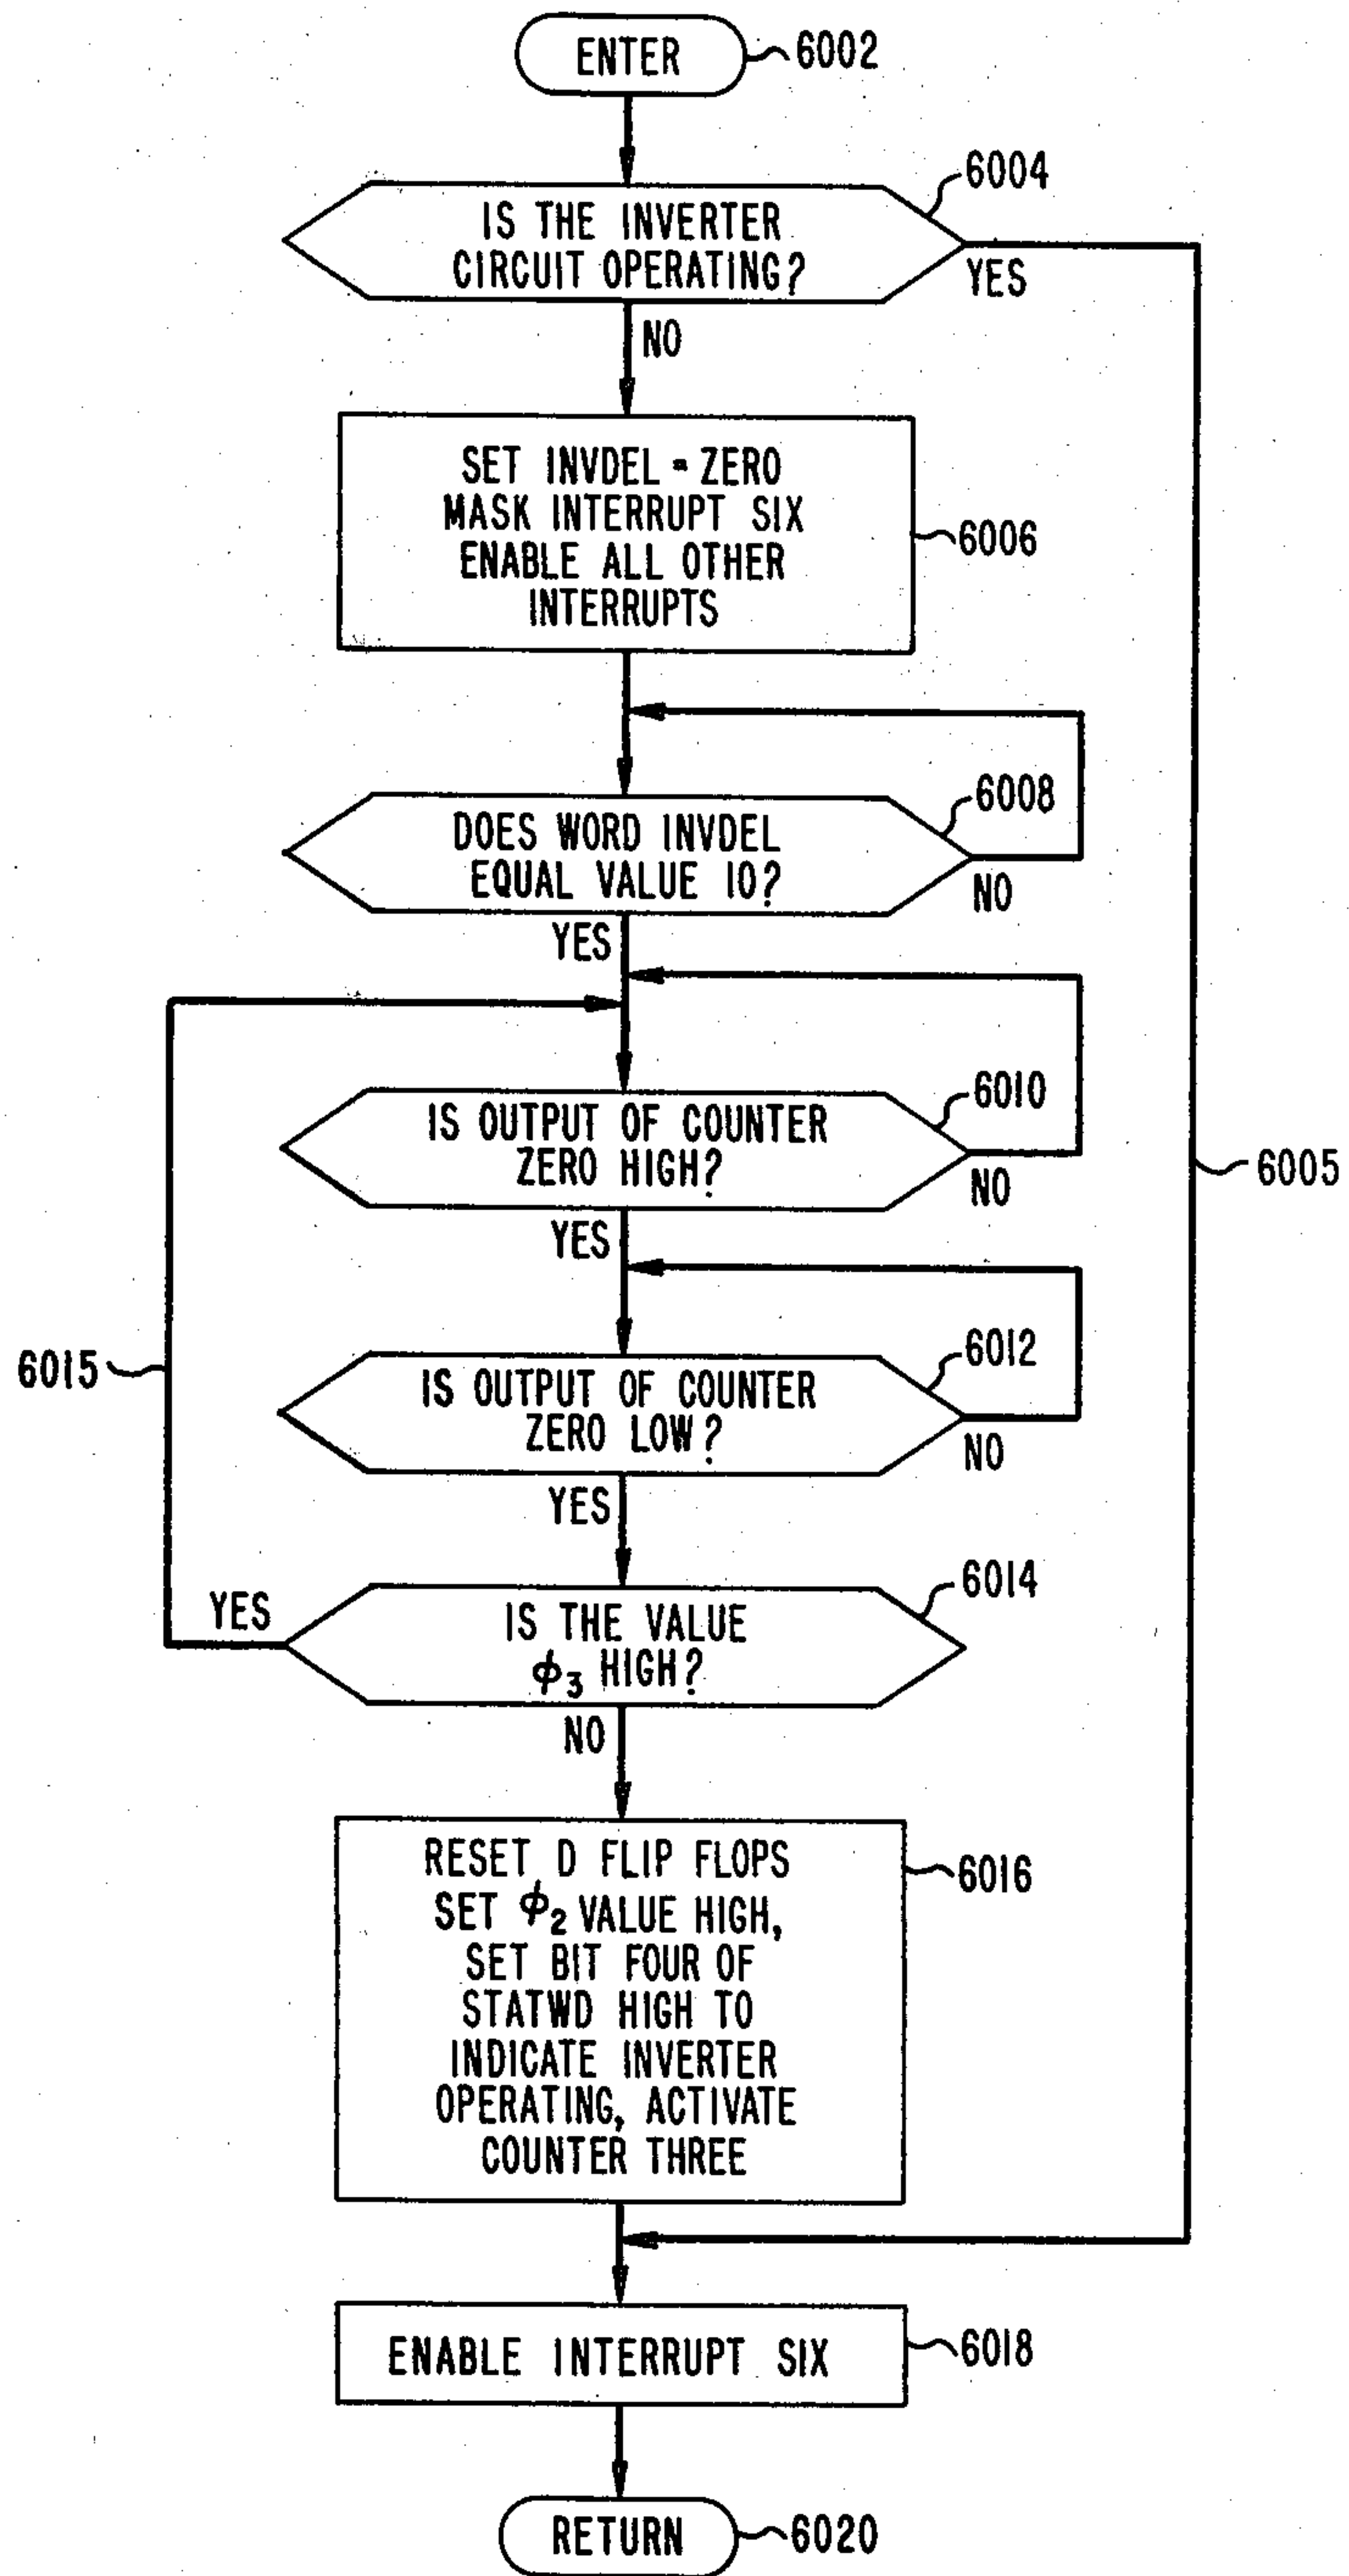 ENTER
6002
6004
IS THE INVERTER
CIRCUIT OPERATING?
YES
NO
SET INVDEL = ZERO
MASK INTERRUPT SIX
ENABLE ALL OTHER
INTERRUPTS
6006
6008
DOES WORD INVDEL
EQUAL VALUE 10?
NO
YES
6010
IS OUTPUT OF COUNTER
ZERO HIGH?
NO
6005
YES
6012
6015
IS OUTPUT OF COUNTER
ZERO LOW?
NO
YES
6014
YES
IS THE VALUE
ϕ₃ HIGH?
NO
RESET D FLIP FLOPS
SET ϕ₂ VALUE HIGH,
SET BIT FOUR OF
STATWD HIGH TO
INDICATE INVERTER
OPERATING, ACTIVATE
COUNTER THREE
6016
ENABLE INTERRUPT SIX
6018
RETURN
6020